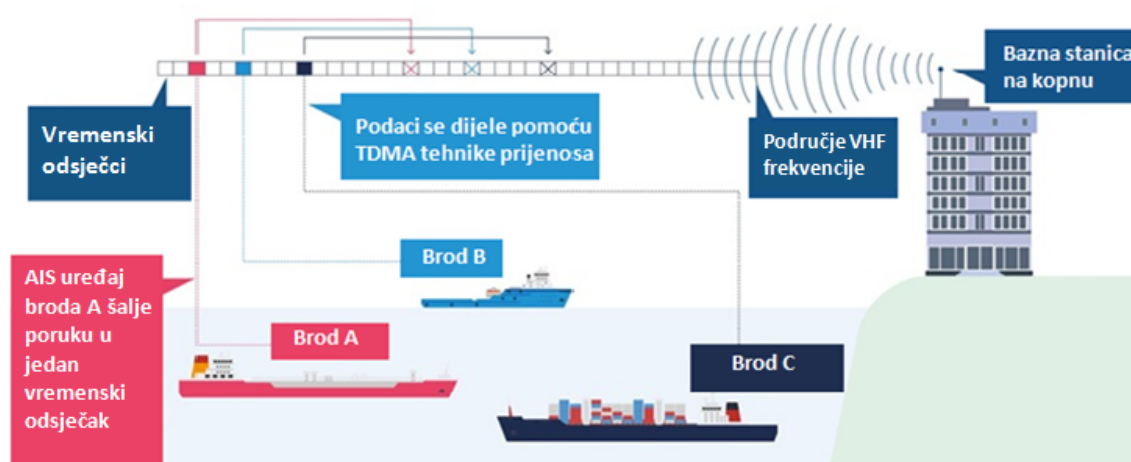 Bazna stanica
na kopnu
Vremenski
odsječci
Podaci se dijele pomoću
TDMA tehnike prijenosa
Područje VHF
frekvencije
AIS uređaj
broda A šalje
poruku u
jedan
vremenski
odsječak
Brod B
Brod A
Brod C